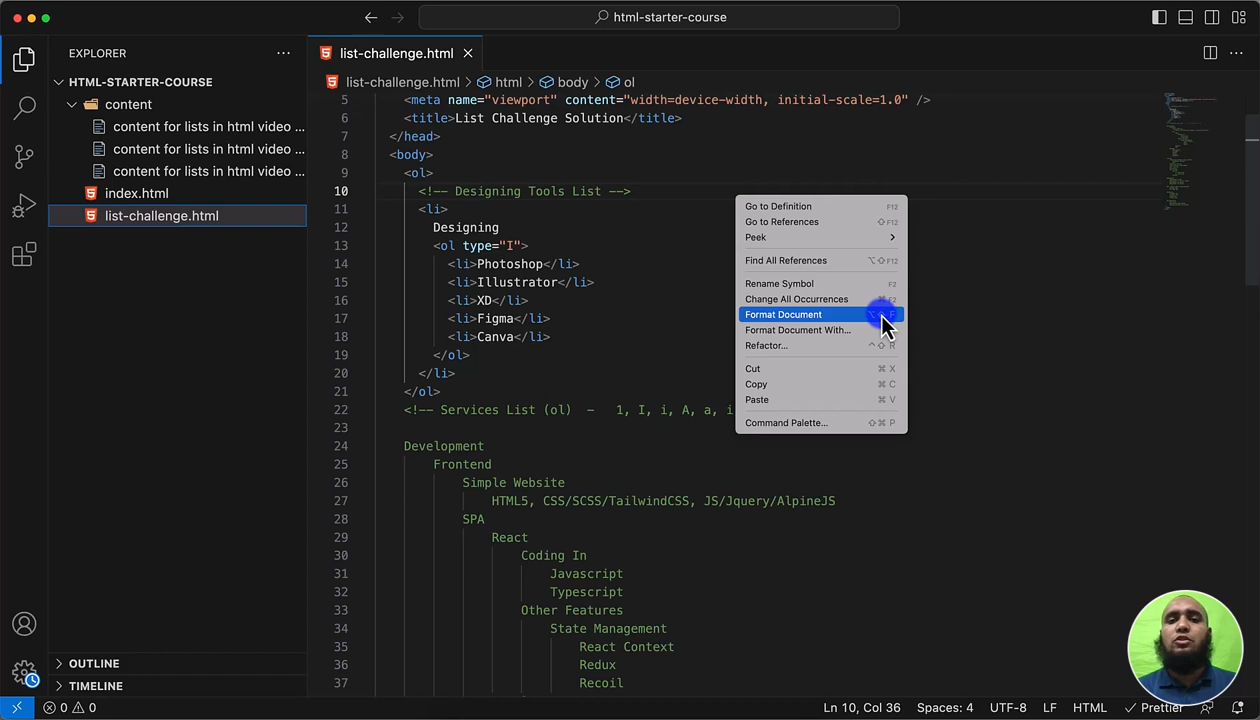 html-starter-course
EXPLORER
list-challenge.html
HTML-STARTER-COURSE
content
content for lists in html video ...
content for lists in html video ...
content for lists in html video ...
index.html
list-challenge.html
list-challenge.html > html > body > ol
5 <meta name="viewport" content="width=device-width, initial-scale=1.0" />
6 <title>List Challenge Solution</title>
7 </head>
8 <body>
9 <ol>
10 <!-- Designing Tools List -->
11 <li>
12 Designing
13 <ol type="I">
14 <li>Photoshop</li>
15 <li>Illustrator</li>
16 <li>XD</li>
17 <li>Figma</li>
18 <li>Canva</li>
19 </ol>
20 </li>
21 </ol>
22 <!-- Services List (ol) – 1, I, i, A, a, i
23
24 Development
25 Frontend
26 Simple Website
27 HTML5, CSS/SCSS/TailwindCSS, JS/Jquery/AlpineJS
28 SPA
29 React
30 Coding In
31 Javascript
32 Typescript
33 Other Features
34 State Management
35 React Context
36 Redux
37 Recoil
Go to Definition F12
Go to References ⇧F12
Peek
Find All References ⌥⇧F12
Rename Symbol F2
Change All Occurrences ⌘F2
Format Document ⌥⇧ F
Format Document With...
Refactor... ^⇧ R
Cut ⌘ X
Copy ⌘ C
Paste ⌘ V
Command Palette... ⇧⌘ P
OUTLINE
TIMELINE
0 0
Ln 10, Col 36 Spaces: 4 UTF-8 LF HTML Prettier